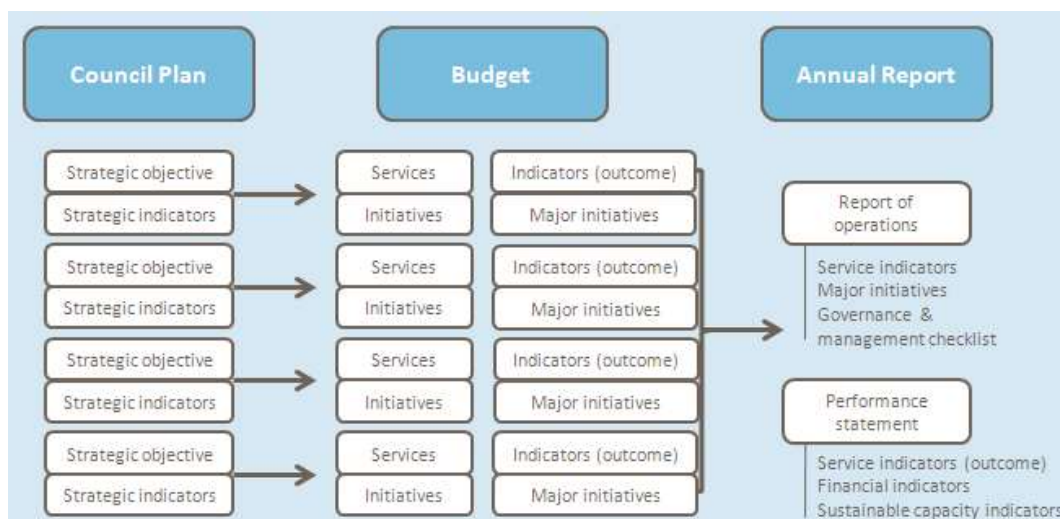 Council Plan
Budget
Annual Report
Strategic objective
Strategic indicators
Strategic objective
Strategic indicators
Strategic objective
Strategic indicators
Strategic objective
Strategic indicators
Services
Initiatives
Services
Initiatives
Services
Initiatives
Services
Initiatives
Indicators (outcome)
Major initiatives
Indicators (outcome)
Major initiatives
Indicators (outcome)
Major initiatives
Indicators (outcome)
Major initiatives
Report of
operations
Service indicators
Major initiatives
Governance &
management checklist
Performance
statement
Service indicators (outcome)
Financial indicators
Sustainable capacity indicators